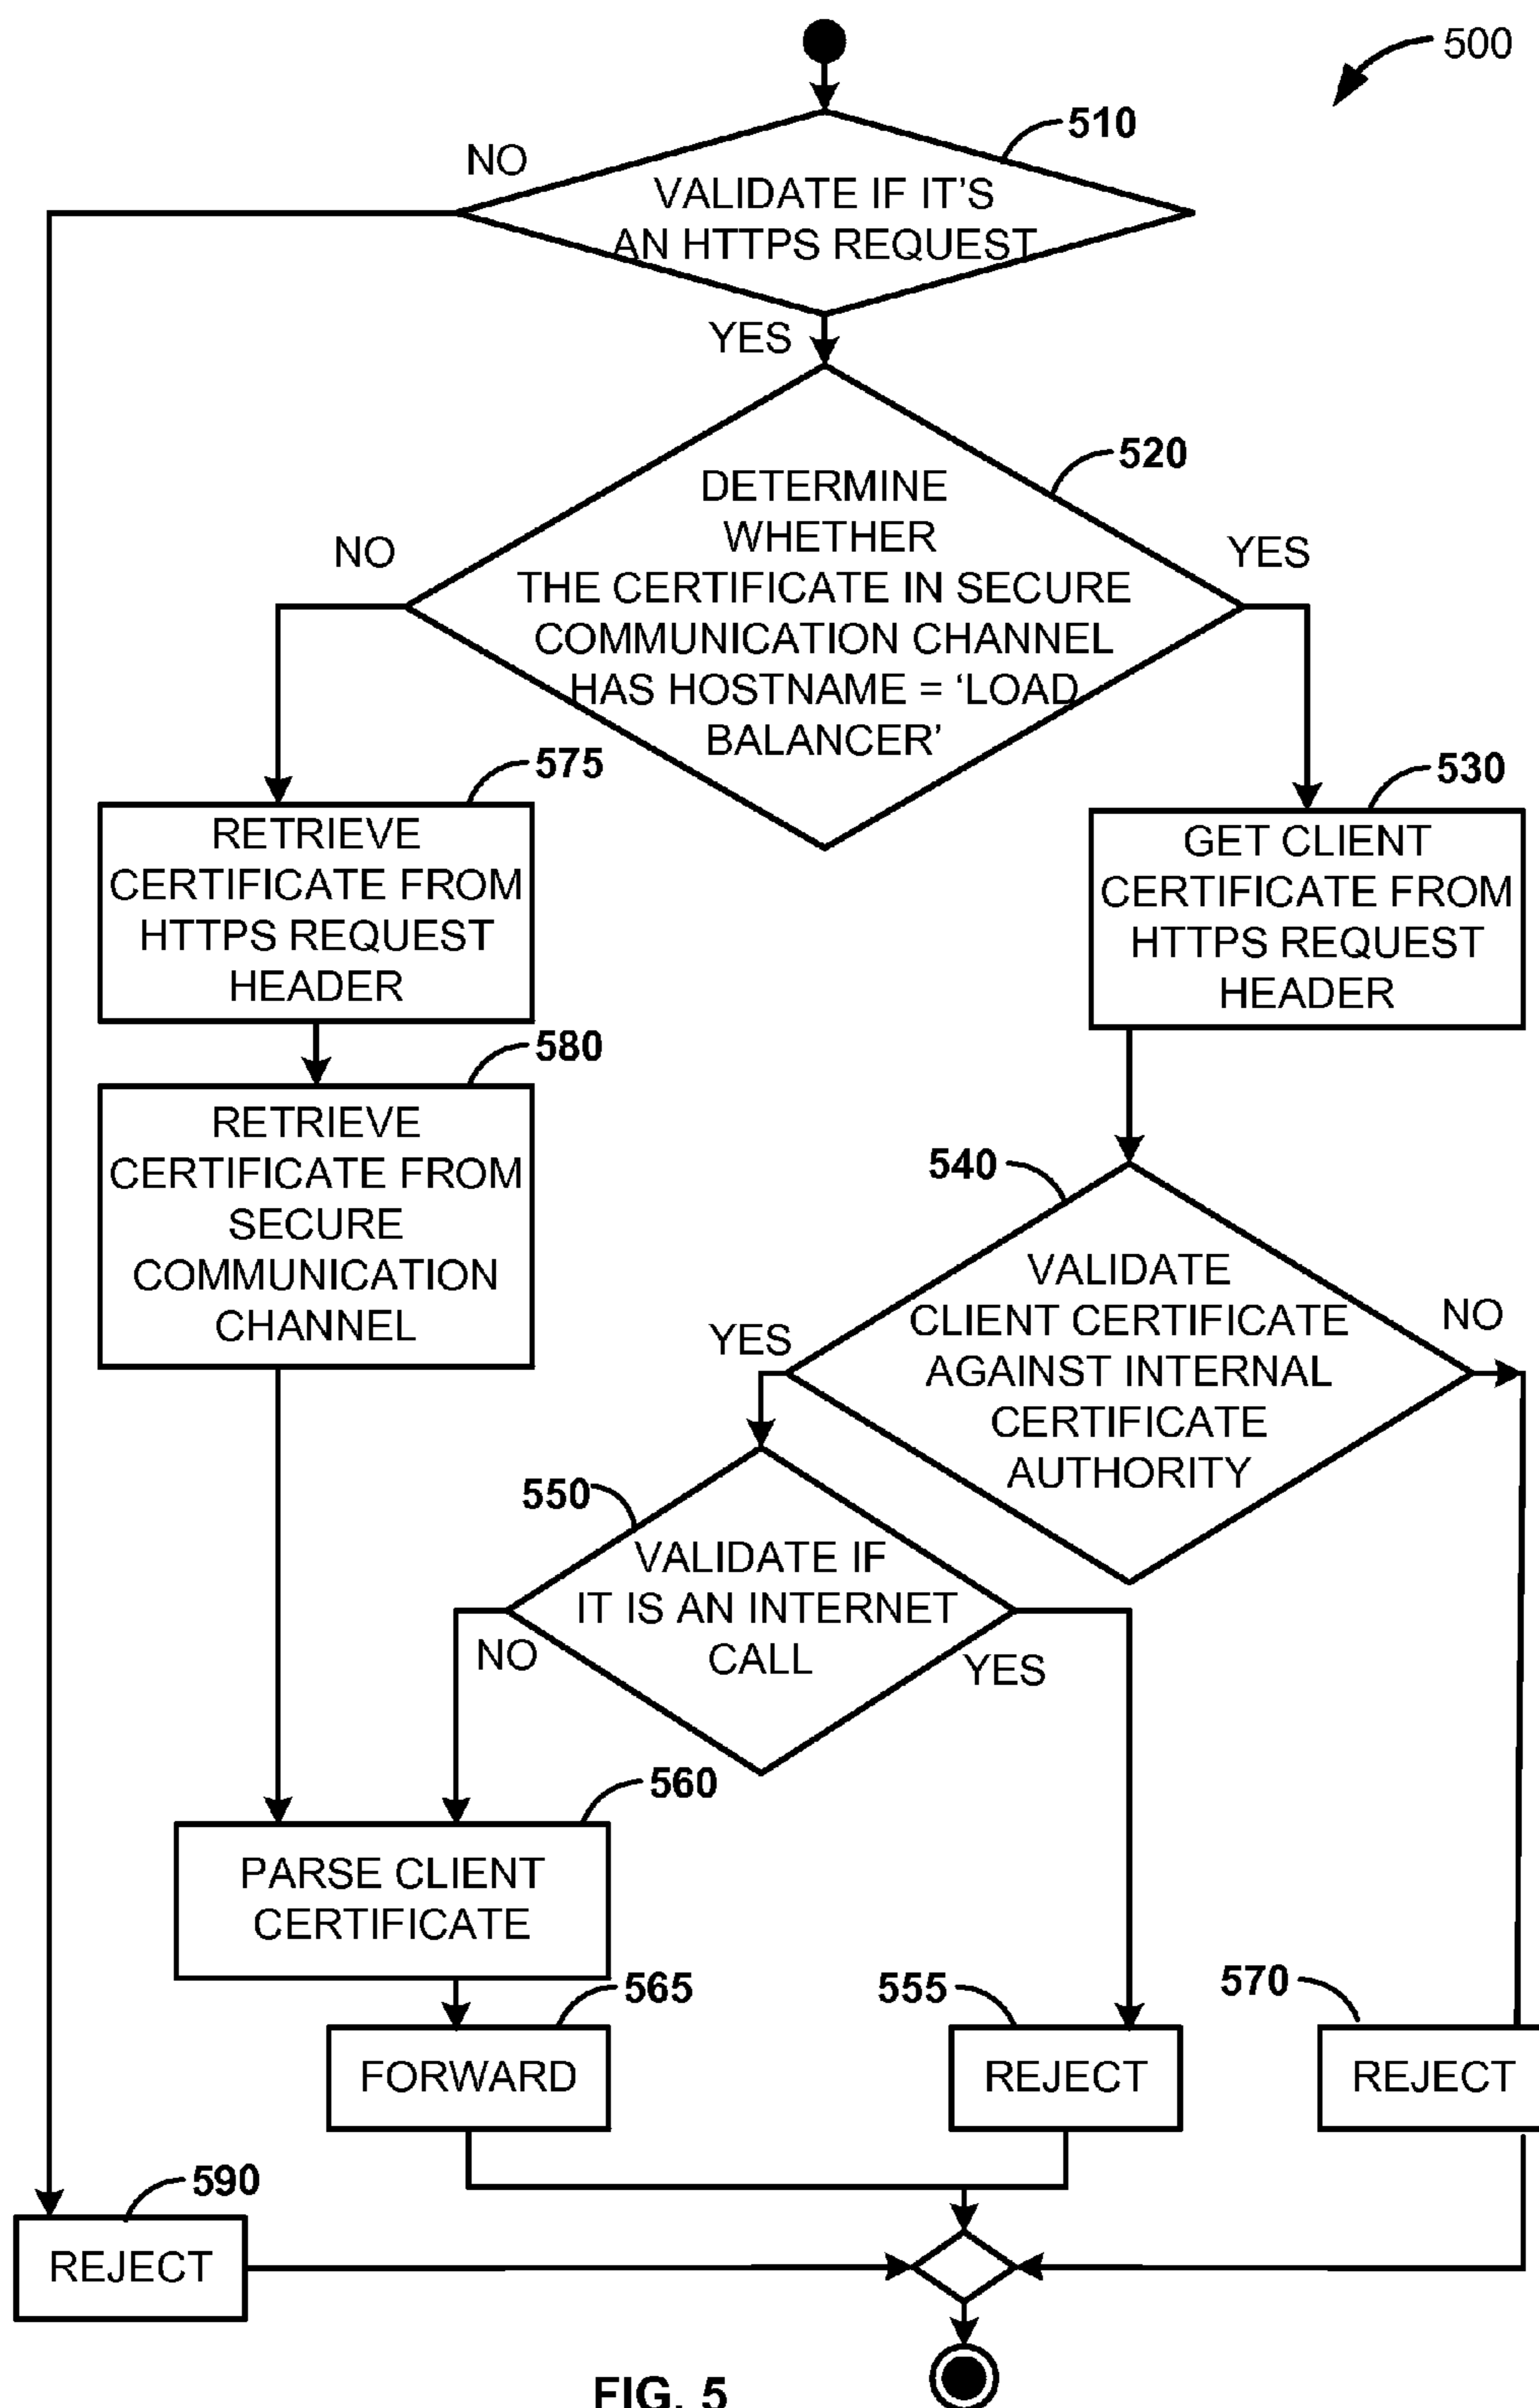 500
510
NO
VALIDATE IF IT'S
AN HTTPS REQUEST
YES
520
DETERMINE
WHETHER
THE CERTIFICATE IN SECURE
COMMUNICATION CHANNEL
HAS HOSTNAME = ‘LOAD
BALANCER’
NO
YES
575
RETRIEVE
CERTIFICATE FROM
HTTPS REQUEST
HEADER
530
GET CLIENT
CERTIFICATE FROM
HTTPS REQUEST
HEADER
580
RETRIEVE
CERTIFICATE FROM
SECURE
COMMUNICATION
CHANNEL
540
VALIDATE
CLIENT CERTIFICATE
AGAINST INTERNAL
CERTIFICATE
AUTHORITY
YES
NO
550
VALIDATE IF
IT IS AN INTERNET
CALL
NO
YES
560
PARSE CLIENT
CERTIFICATE
565
FORWARD
555
REJECT
570
REJECT
590
REJECT
FIG. 5